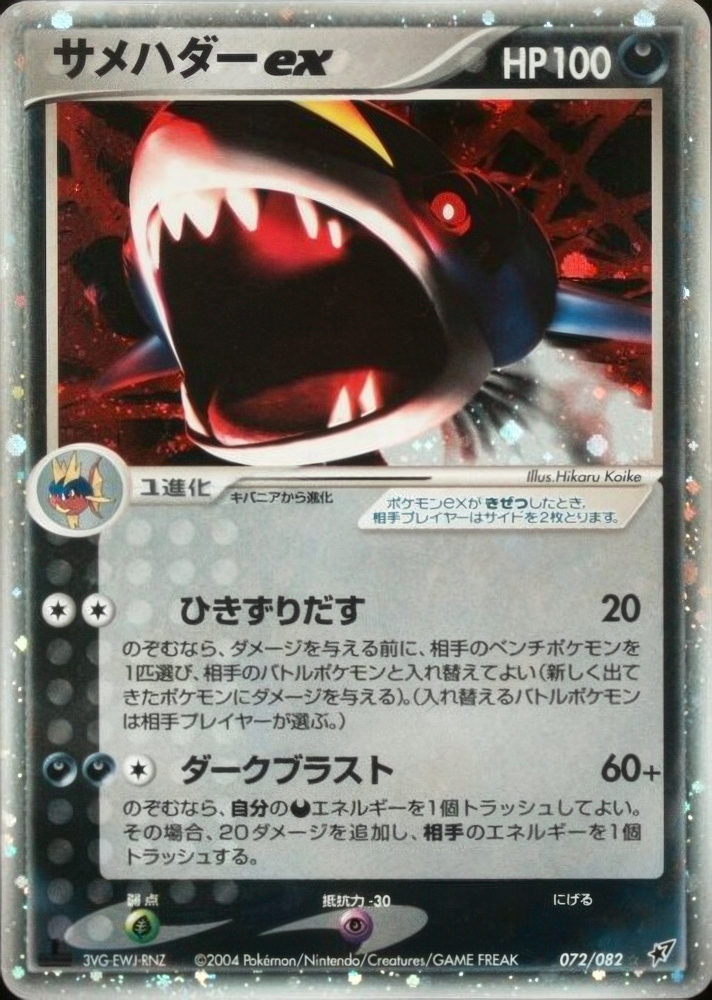 サメハダーex HP100
Illus.Hikaru Koike
1進化 キバニアから進化
ポケモンexがきぜつしたとき、
相手プレイヤーはサイドを2枚とります。
ひきずりだす 20
のぞむなら、ダメージを与える前に、相手のベンチポケモンを
1匹選び、相手のバトルポケモンと入れ替えてよい(新しく出て
きたポケモンにダメージを与える)。(入れ替えるバトルポケモン
は相手プレイヤーが選ぶ。)
ダークブラスト 60+
のぞむなら、自分のエネルギーを1個トラッシュしてよい。
その場合、20ダメージを追加し、相手のエネルギーを1個
トラッシュする。
弱点 抵抗力 -30 にげる
3VG-EWJ-RNZ ©2004 Pokémon/Nintendo/Creatures/GAME FREAK 072/082